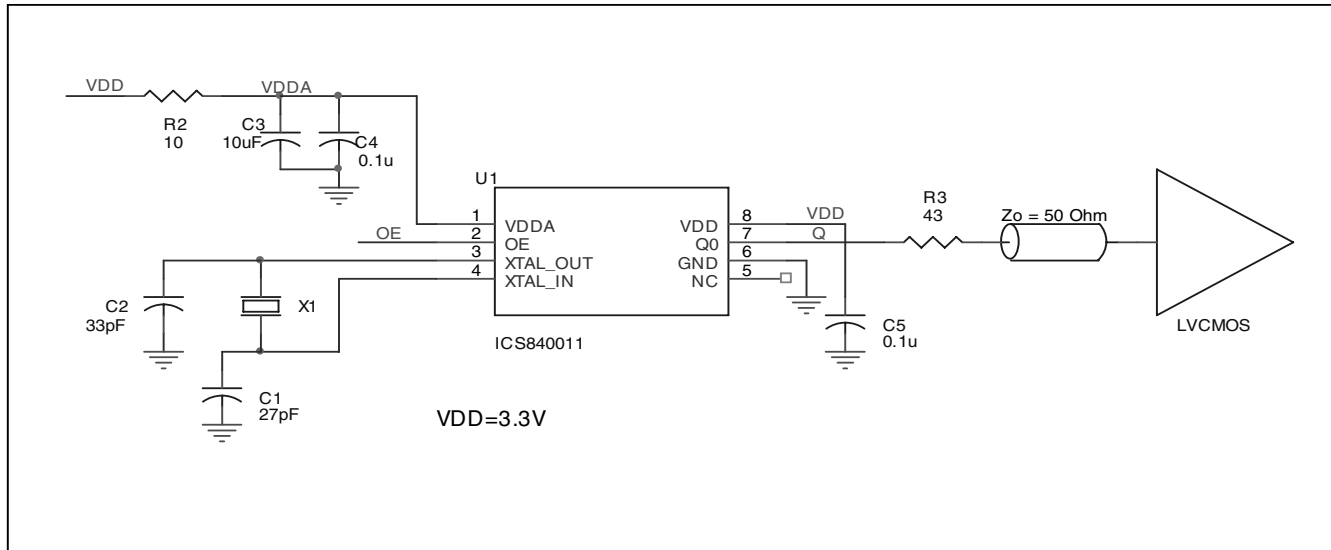 VDD
VDDA
R2
10
C3
10uF
C4
0.1u
U1
1
VDDA
2
OE
3
XTAL_OUT
4
XTAL_IN
OE
VDD
8
VDD
Q0
7
Q
GND
6
NC
5
ICS840011
C2
33pF
X1
C1
27pF
VDD=3.3V
C5
0.1u
R3
43
Zo = 50 Ohm
LVCMOS